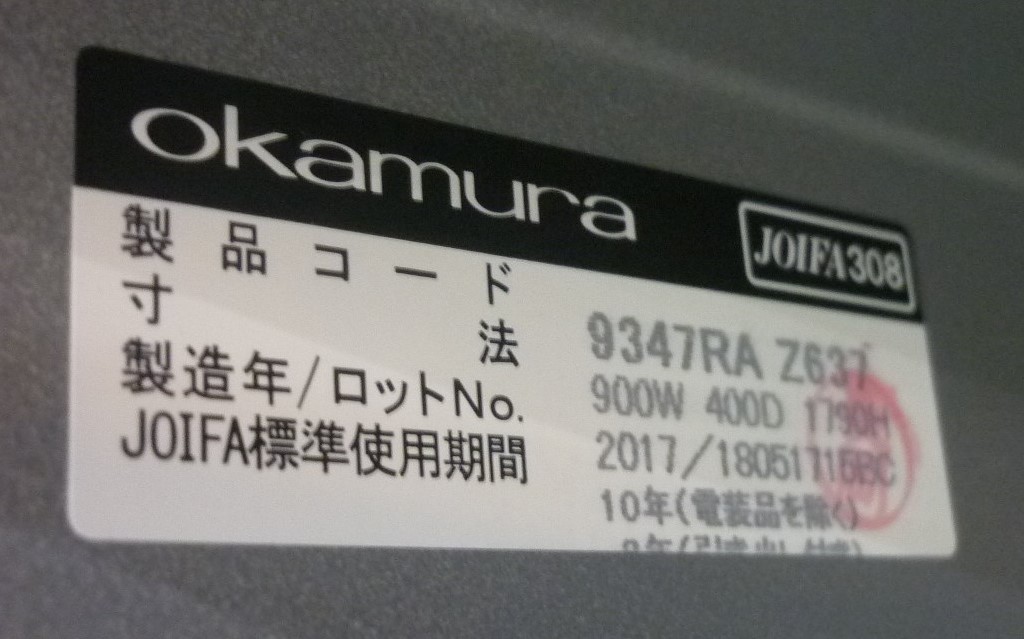 okamura
JOIFA308
製品コード 9347RA Z637
寸法 900W 400D 1790H
製造年/ロットNo. 2017/18051715BC
JOIFA標準使用期間 10年(電装品を除く)